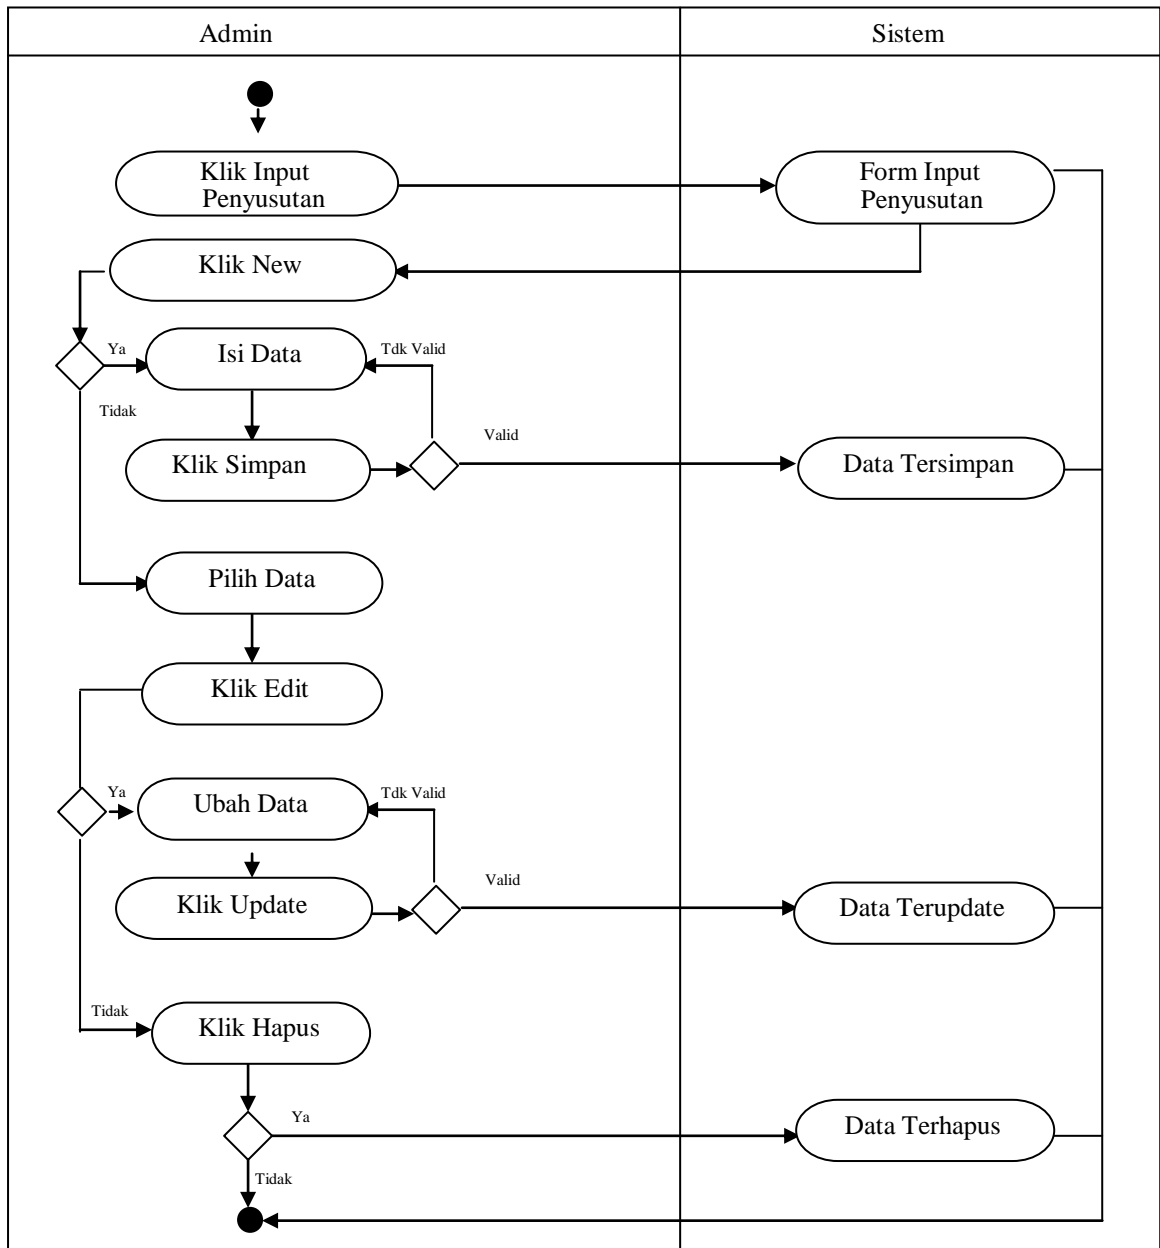 Admin
Sistem
Klik Input
Penyusutan
Form Input
Penyusutan
Klik New
Ya
Isi Data
Tdk Valid
Tidak
Klik Simpan
Valid
Data Tersimpan
Pilih Data
Klik Edit
Ya
Ubah Data
Tdk Valid
Klik Update
Valid
Data Terupdate
Tidak
Klik Hapus
Ya
Data Terhapus
Tidak